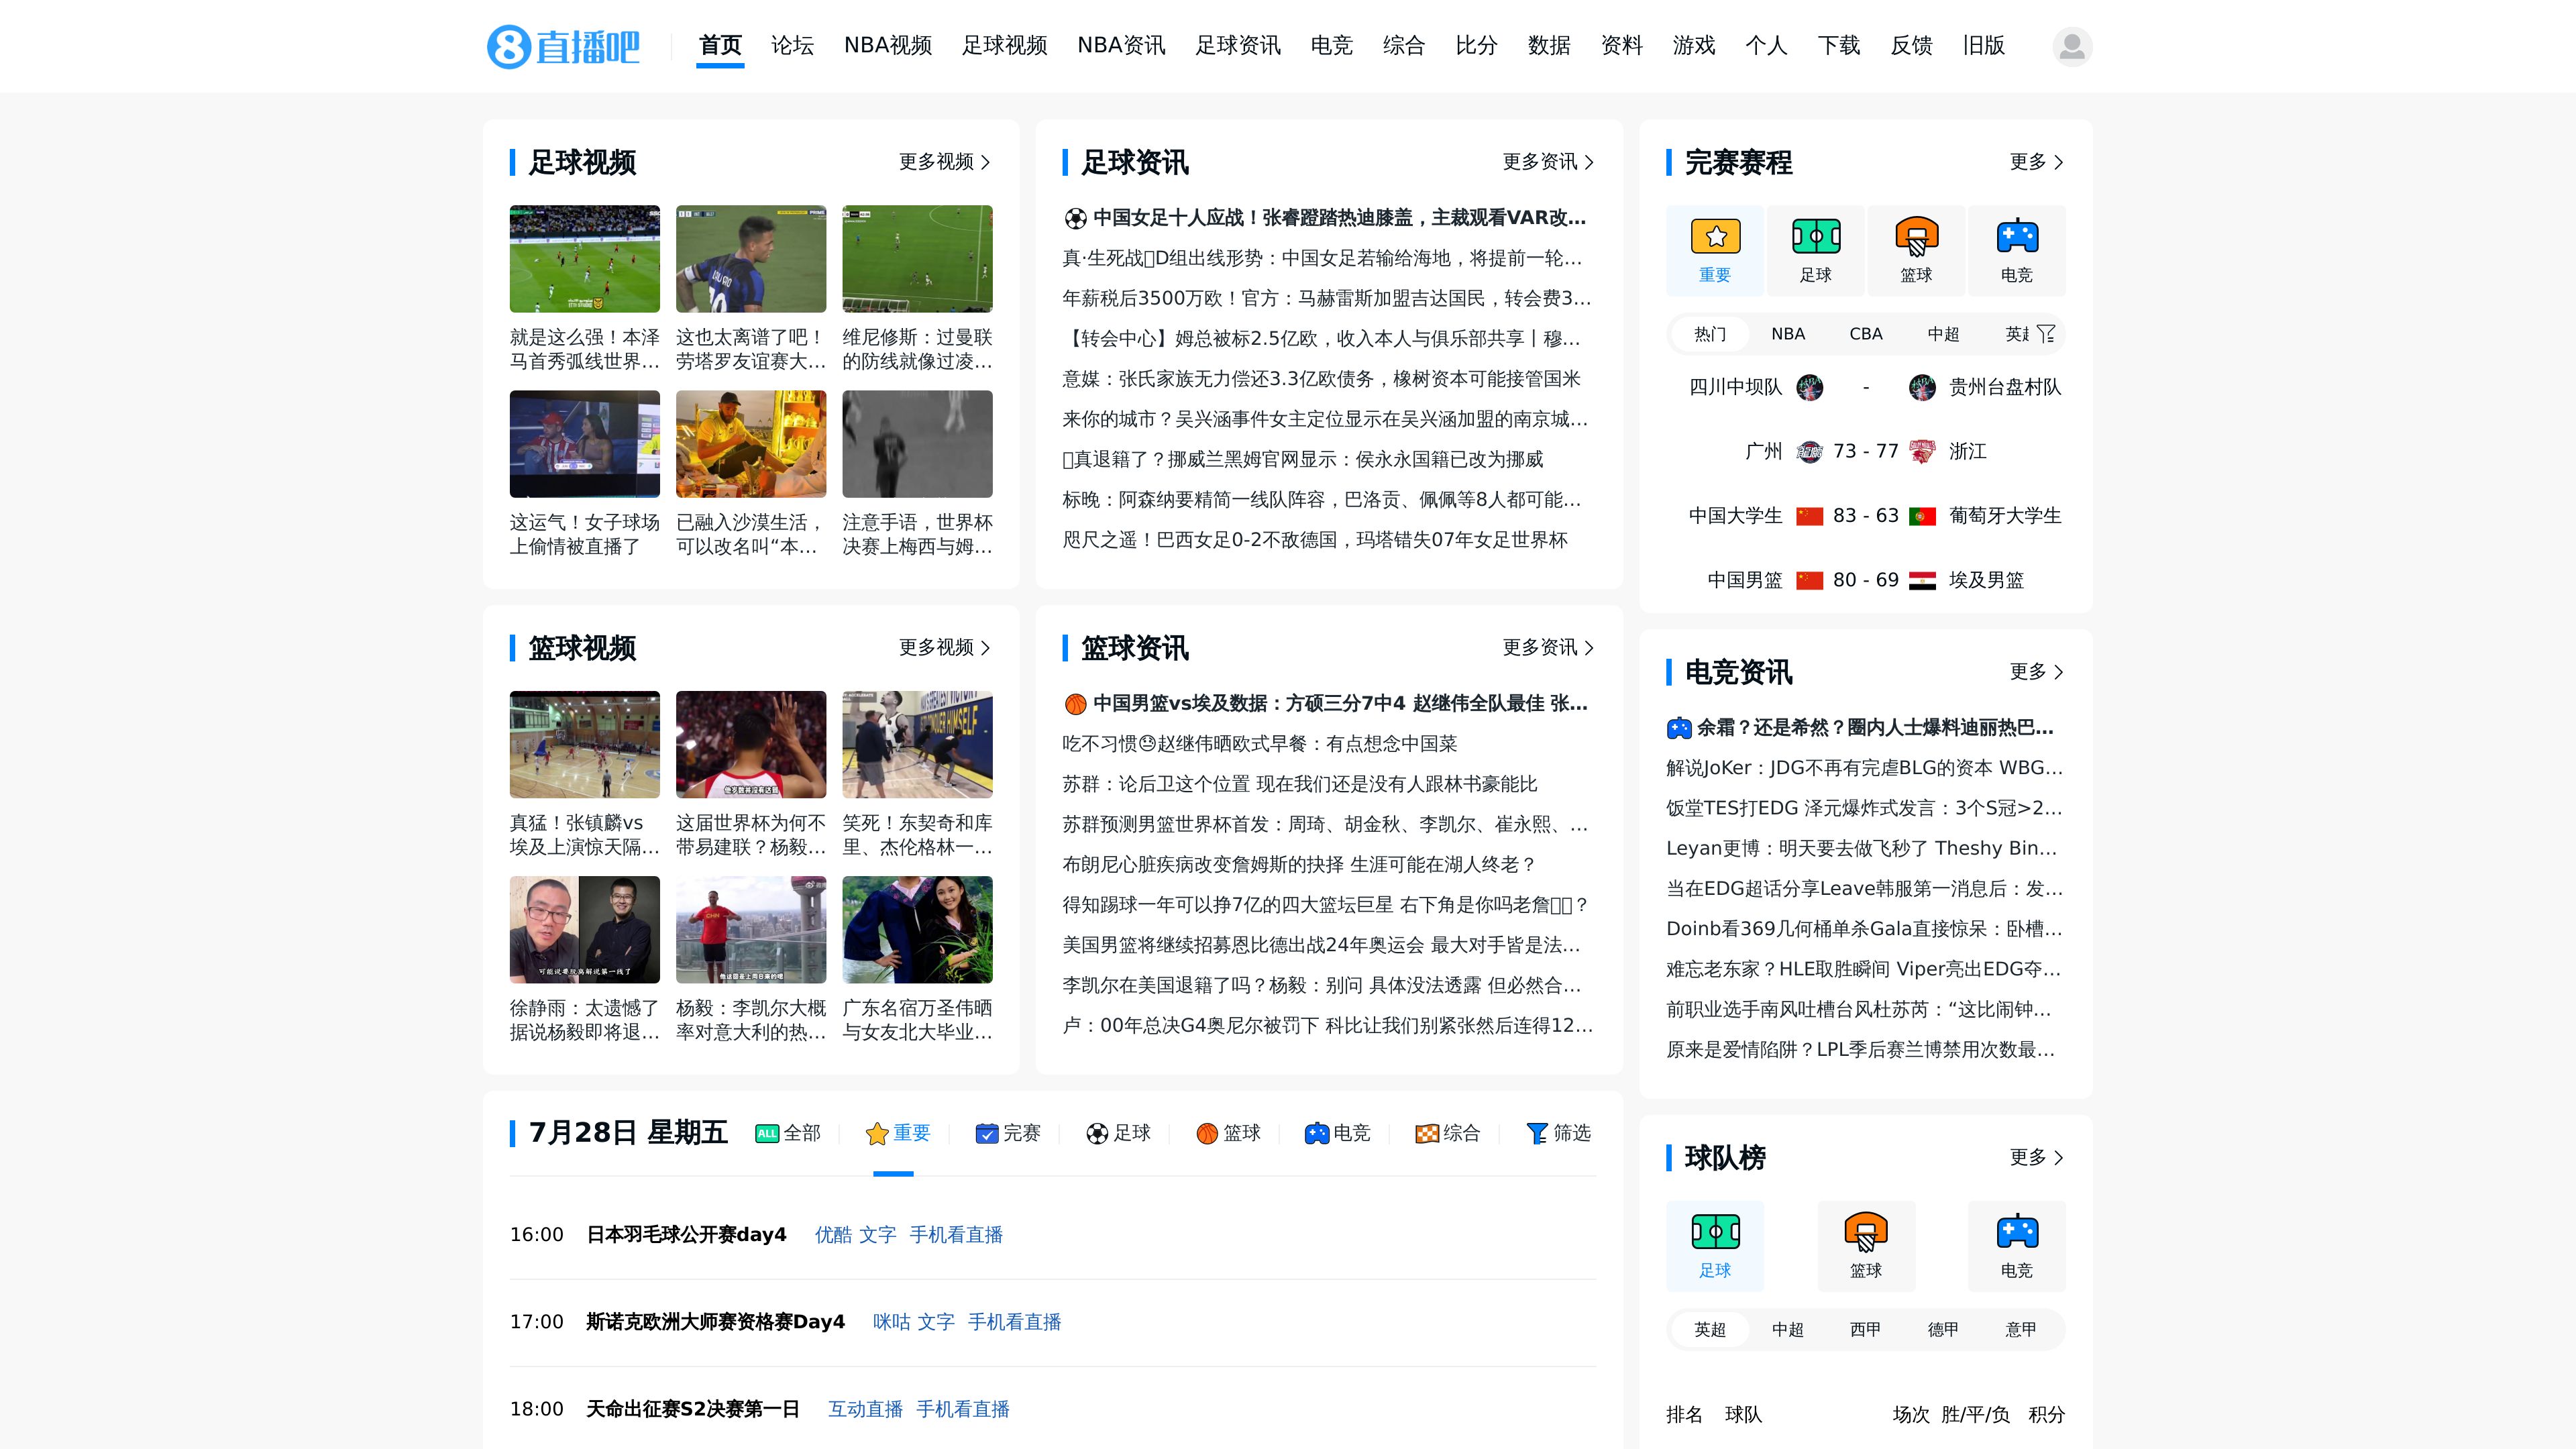 8直播吧
首页 论坛 NBA视频 足球视频 NBA资讯 足球资讯 电竞 综合 比分 数据 资料 游戏 个人 下载 反馈 旧版
足球视频 更多视频
就是这么强！本泽
马首秀弧线世界...
这也太离谱了吧！
劳塔罗友谊赛大...
维尼修斯：过曼联
的防线就像过凌...
这运气！女子球场
上偷情被直播了
已融入沙漠生活，
可以改名叫“本...
注意手语，世界杯
决赛上梅西与姆...
足球资讯 更多资讯
中国女足十人应战！张睿蹬踏热迪膝盖，主裁观看VAR改...
真·生死战D组出线形势：中国女足若输给海地，将提前一轮...
年薪税后3500万欧！官方：马赫雷斯加盟吉达国民，转会费3...
【转会中心】姆总被标2.5亿欧，收入本人与俱乐部共享丨穆...
意媒：张氏家族无力偿还3.3亿欧债务，橡树资本可能接管国米
来你的城市？吴兴涵事件女主定位显示在吴兴涵加盟的南京城...
真退籍了？挪威兰黑姆官网显示：侯永永国籍已改为挪威
标晚：阿森纳要精简一线队阵容，巴洛贡、佩佩等8人都可能...
咫尺之遥！巴西女足0-2不敌德国，玛塔错失07年女足世界杯
完赛赛程 更多
重要 足球 篮球 电竞
热门 NBA CBA 中超
四川中坝队 - 贵州台盘村队
广州 73 - 77 浙江
中国大学生 83 - 63 葡萄牙大学生
中国男篮 80 - 69 埃及男篮
篮球视频 更多视频
真猛！张镇麟vs
埃及上演惊天隔...
这届世界杯为何不
带易建联？杨毅...
笑死！东契奇和库
里、杰伦格林一...
可能说要脱离解说第一线了
徐静雨：太遗憾了
据说杨毅即将退...
杨毅：李凯尔大概
率对意大利的热...
广东名宿万圣伟晒
与女友北大毕业...
篮球资讯 更多资讯
中国男篮vs埃及数据：方硕三分7中4 赵继伟全队最佳 张...
吃不习惯😓赵继伟晒欧式早餐：有点想念中国菜
苏群：论后卫这个位置 现在我们还是没有人跟林书豪能比
苏群预测男篮世界杯首发：周琦、胡金秋、李凯尔、崔永熙、...
布朗尼心脏疾病改变詹姆斯的抉择 生涯可能在湖人终老？
得知踢球一年可以挣7亿的四大篮坛巨星 右下角是你吗老詹？
美国男篮将继续招募恩比德出战24年奥运会 最大对手皆是法...
李凯尔在美国退籍了吗？杨毅：别问 具体没法透露 但必然合...
卢：00年总决G4奥尼尔被罚下 科比让我们别紧张然后连得12...
电竞资讯 更多
余霜？还是希然？圈内人士爆料迪丽热巴...
解说JoKer：JDG不再有完虐BLG的资本 WBG...
饭堂TES打EDG 泽元爆炸式发言：3个S冠>2...
Leyan更博：明天要去做飞秒了 Theshy Bin...
当在EDG超话分享Leave韩服第一消息后：发...
Doinb看369几何桶单杀Gala直接惊呆：卧槽...
难忘老东家？HLE取胜瞬间 Viper亮出EDG夺...
前职业选手南风吐槽台风杜苏芮：“这比闹钟...
原来是爱情陷阱？LPL季后赛兰博禁用次数最...
7月28日 星期五 ALL 全部 重要 完赛 足球 篮球 电竞 综合 筛选
16:00 日本羽毛球公开赛day4 优酷 文字 手机看直播
17:00 斯诺克欧洲大师赛资格赛Day4 咪咕 文字 手机看直播
18:00 天命出征赛S2决赛第一日 互动直播 手机看直播
球队榜 更多
足球 篮球 电竞
英超 中超 西甲 德甲 意甲
排名 球队 场次 胜/平/负 积分